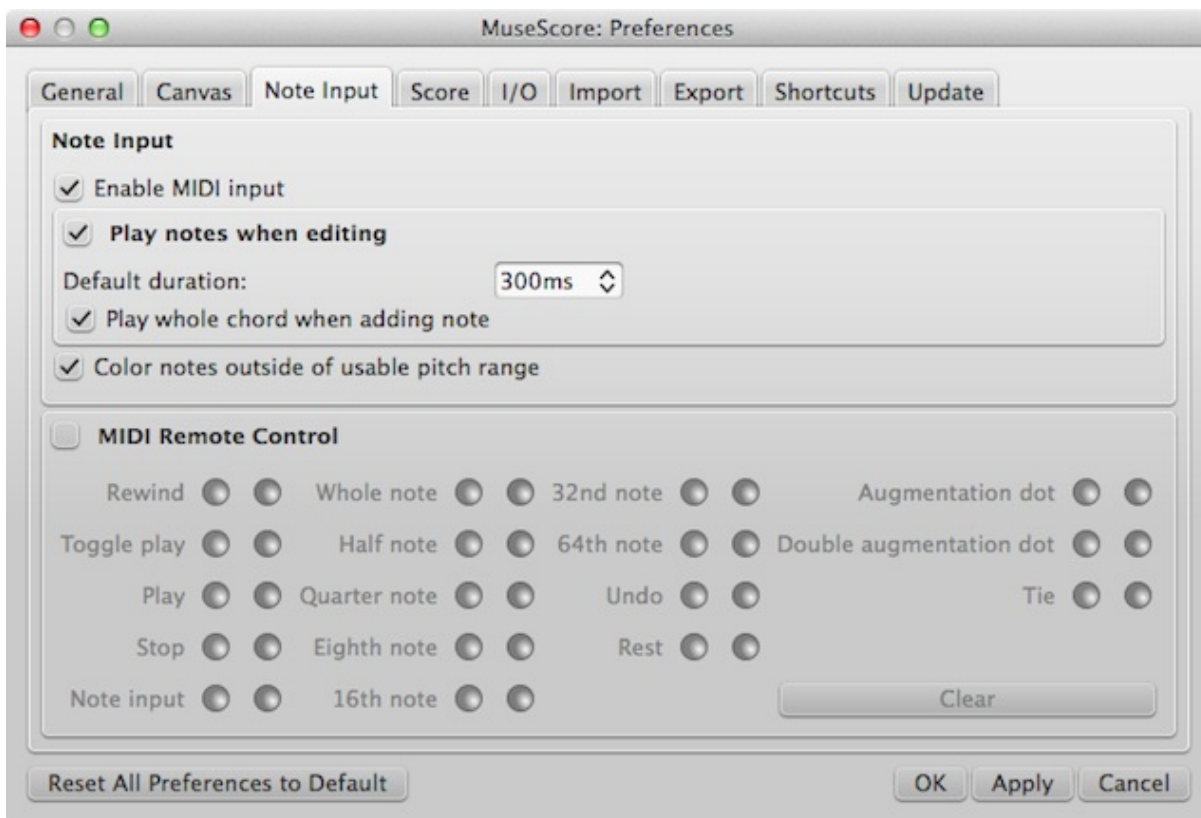 MuseScore: Preferences
General Canvas Note Input Score I/O Import Export Shortcuts Update
Note Input
Enable MIDI input
Play notes when editing
Default duration: 300ms
Play whole chord when adding note
Color notes outside of usable pitch range
MIDI Remote Control
Rewind Whole note 32nd note Augmentation dot
Toggle play Half note 64th note Double augmentation dot
Play Quarter note Undo Tie
Stop Eighth note Rest
Note input 16th note Clear
Reset All Preferences to Default OK Apply Cancel